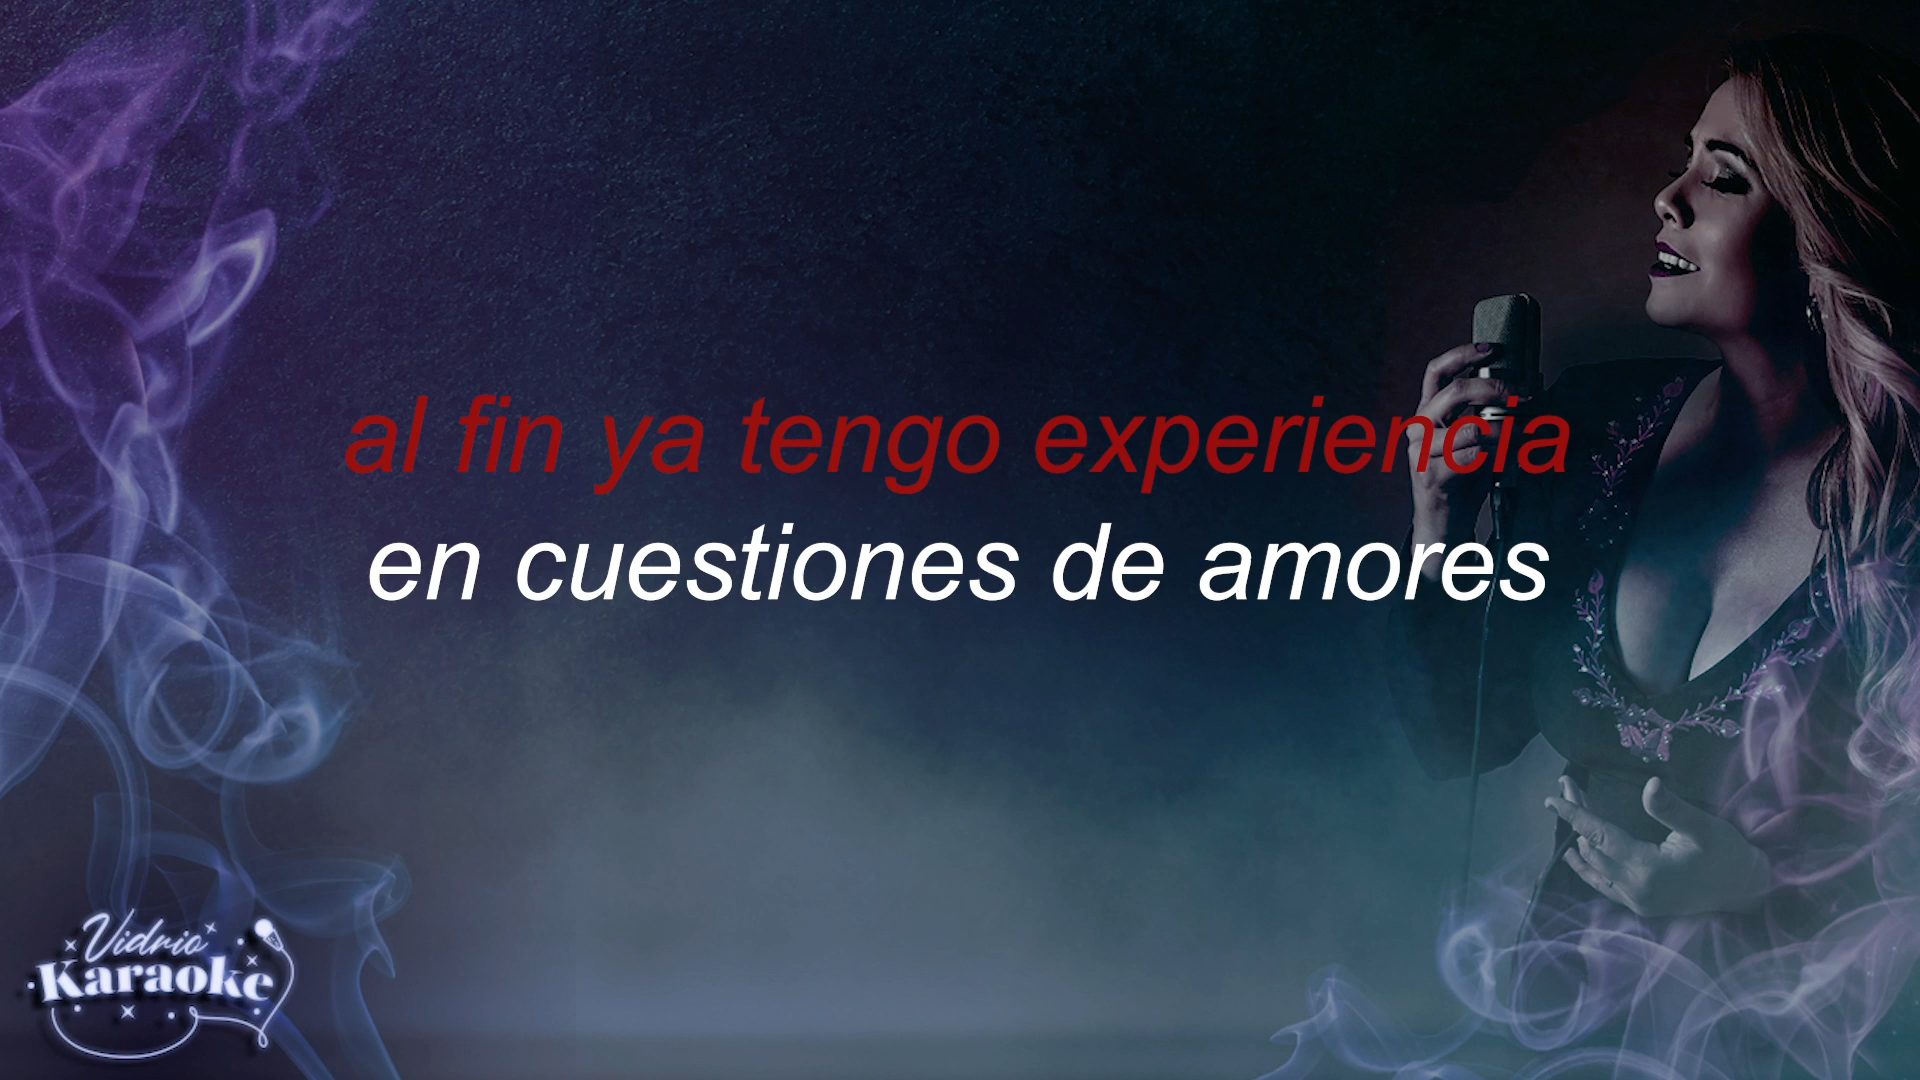 al fin ya tengo experiencia
en cuestiones de amores
Vidrio
Karaoke